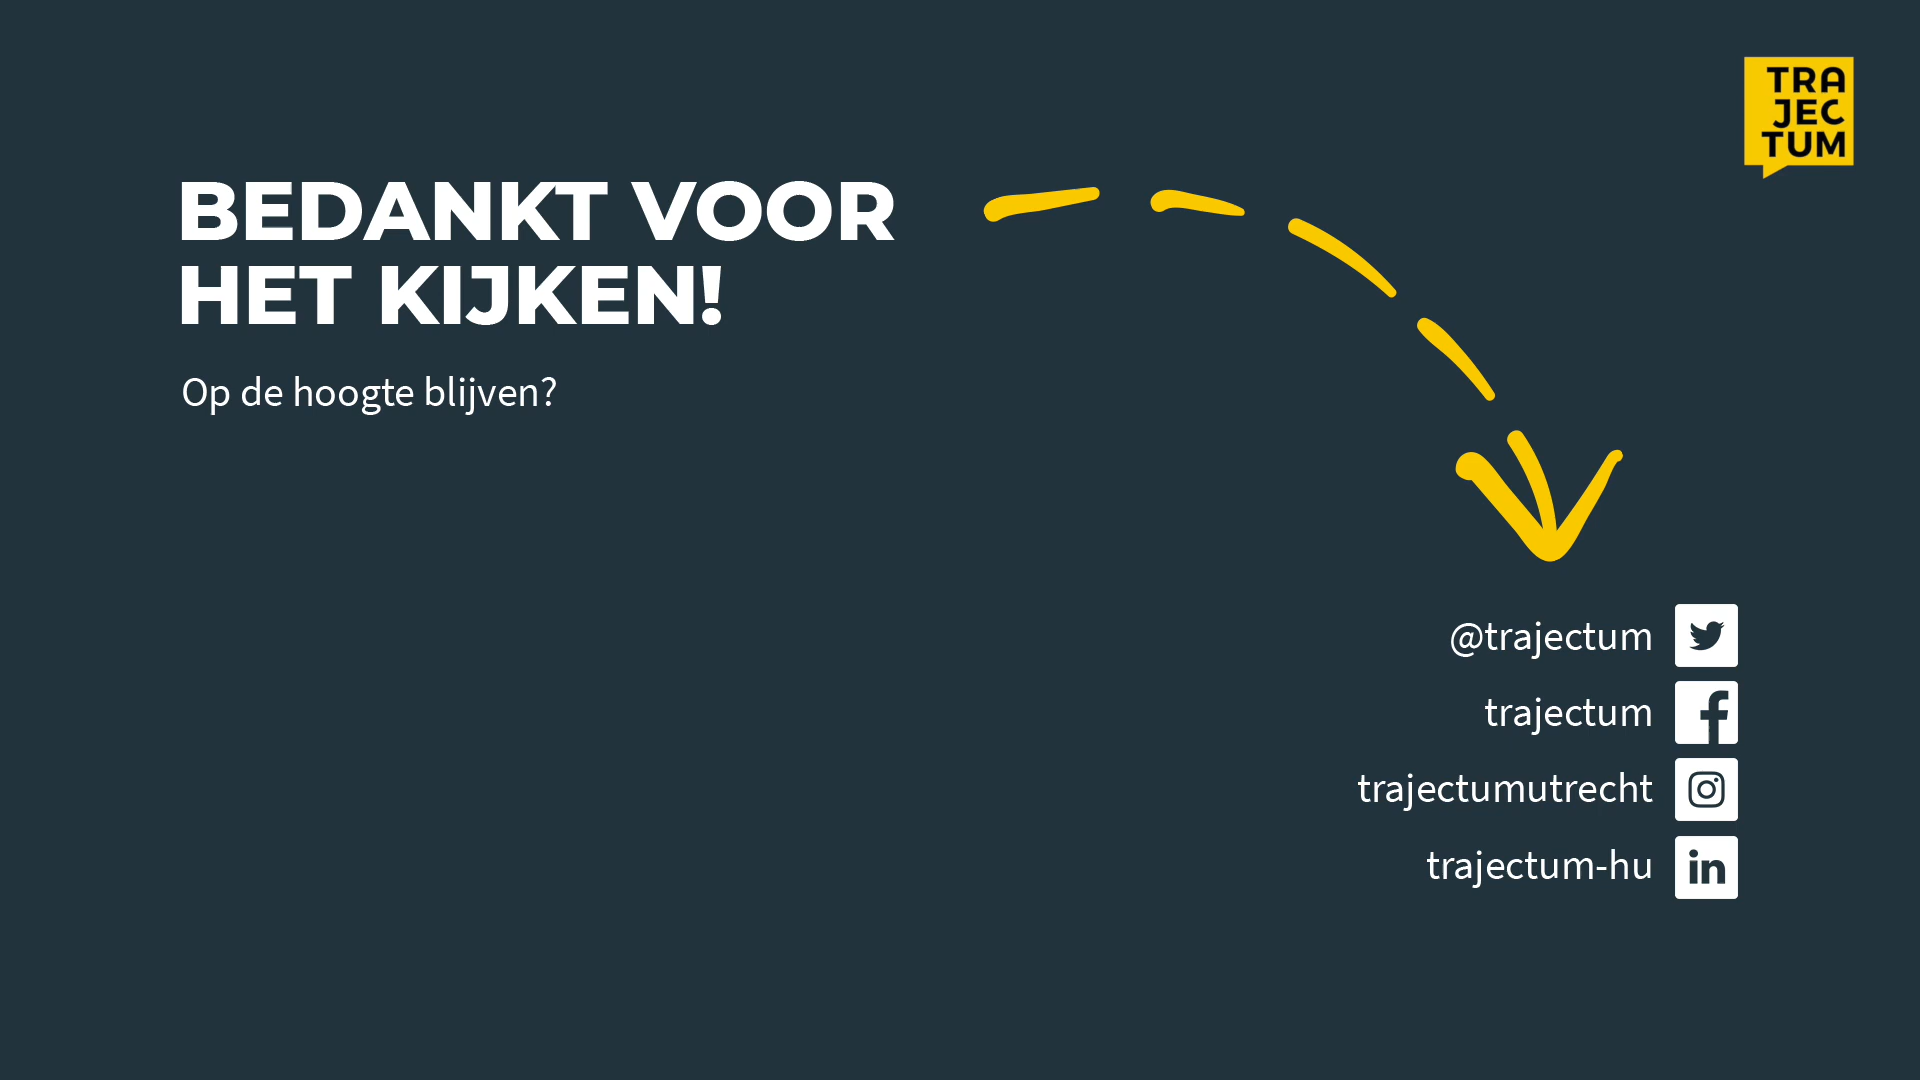 TRA
JEC
TUM
BEDANKT VOOR
HET KIJKEN!
Op de hoogte blijven?
@trajectum
trajectum
trajectumutrecht
trajectum-hu